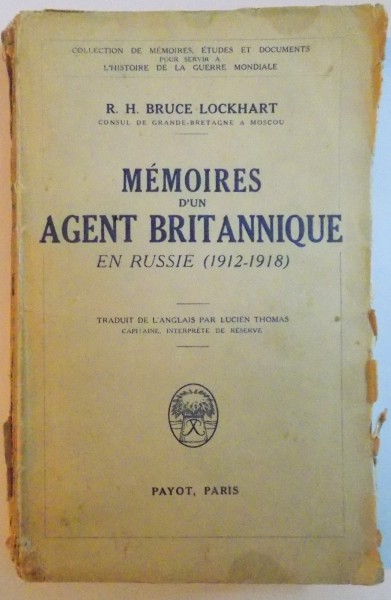 COLLECTION DE MÉMOIRES, ÉTUDES ET DOCUMENTS
POUR SERVIR A
L'HISTOIRE DE LA GUERRE MONDIALE
R. H. BRUCE LOCKHART
CONSUL DE GRANDE-BRETAGNE A MOSCOU
MÉMOIRES
D'UN
AGENT BRITANNIQUE
EN RUSSIE (1912-1918)
TRADUIT DE L'ANGLAIS PAR LUCIEN THOMAS
CAPITAINE, INTERPRÈTE DE RÉSERVE
PAYOT, PARIS